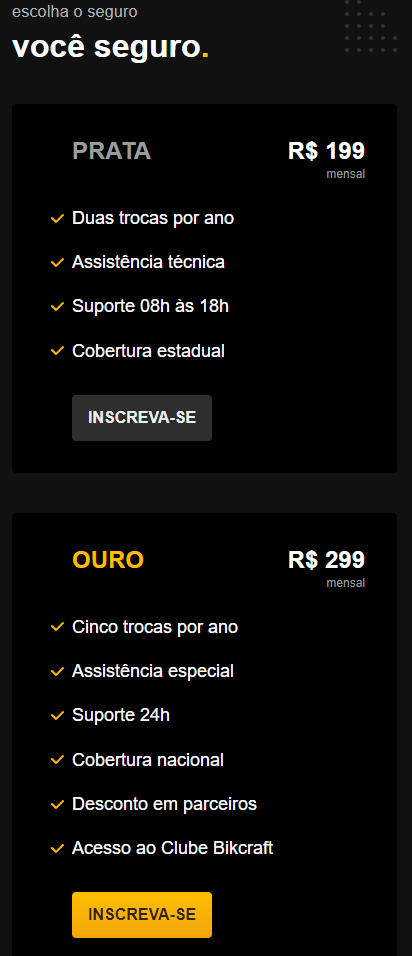 escolha o seguro
você seguro.
PRATA
R$ 199
mensal
Duas trocas por ano
Assistência técnica
Suporte 08h às 18h
Cobertura estadual
INSCREVA-SE
OURO
R$ 299
mensal
Cinco trocas por ano
Assistência especial
Suporte 24h
Cobertura nacional
Desconto em parceiros
Acesso ao Clube Bikcraft
INSCREVA-SE